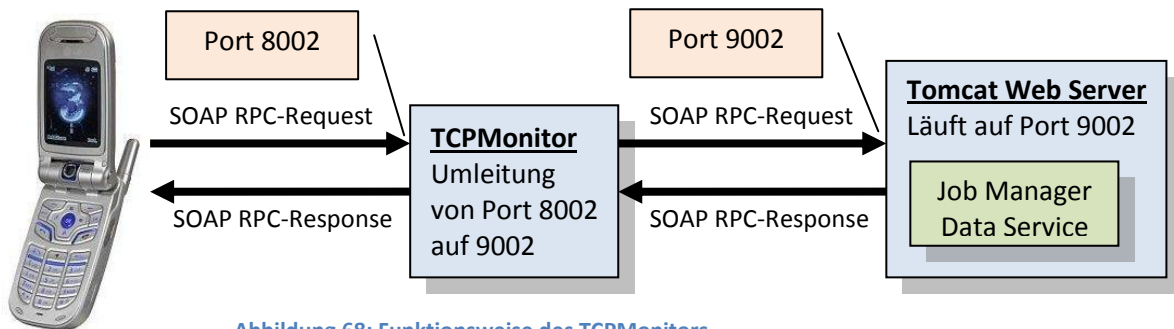 Port 8002
Port 9002
SOAP RPC-Request
SOAP RPC-Request
TCPMonitor
Umleitung
von Port 8002
auf 9002
Tomcat Web Server
Läuft auf Port 9002
Job Manager
Data Service
SOAP RPC-Response
SOAP RPC-Response
3
Abbildung 68: Funktionsweise des TCPMonitors